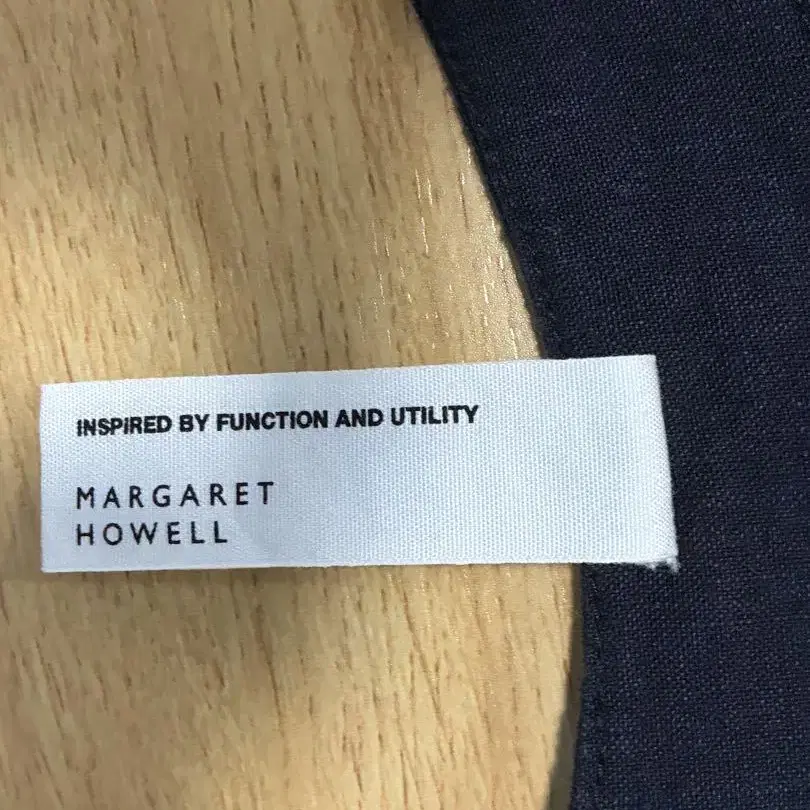 INSPIRED BY FUNCTION AND UTILITY
MARGARET
HOWELL